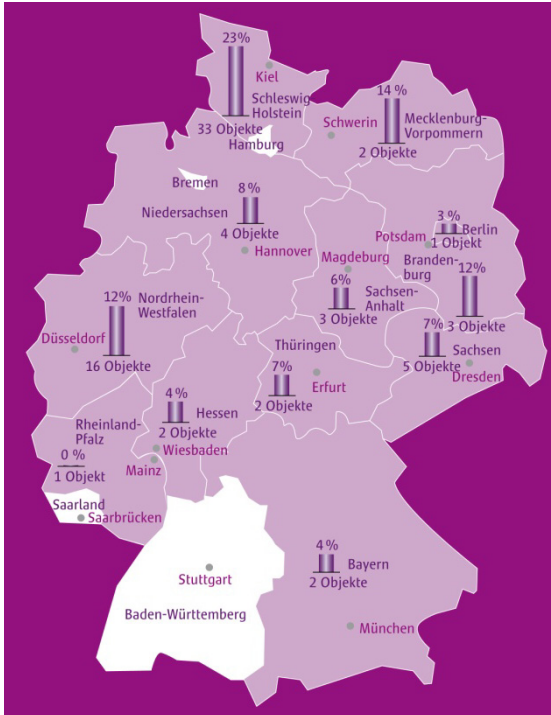 23%
Kiel
Schleswig
Holstein
33 Objekte
Hamburg
14 %
Mecklenburg-
Vorpommern
Schwerin
2 Objekte
Bremen
8 %
Niedersachsen
4 Objekte
Hannover
3 %
Berlin
Potsdam
1 Objekt
Branden-
burg
12%
3 Objekte
Magdeburg
6%
Sachsen-
Anhalt
3 Objekte
12%
Nordrhein-
Westfalen
Düsseldorf
16 Objekte
7%
Sachsen
5 Objekte
Dresden
Thüringen
7%
Erfurt
2 Objekte
4%
Hessen
2 Objekte
Wiesbaden
Rheinland-
Pfalz
0 %
1 Objekt
Mainz
Saarland
Saarbrücken
Stuttgart
Baden-Württemberg
4%
Bayern
2 Objekte
München